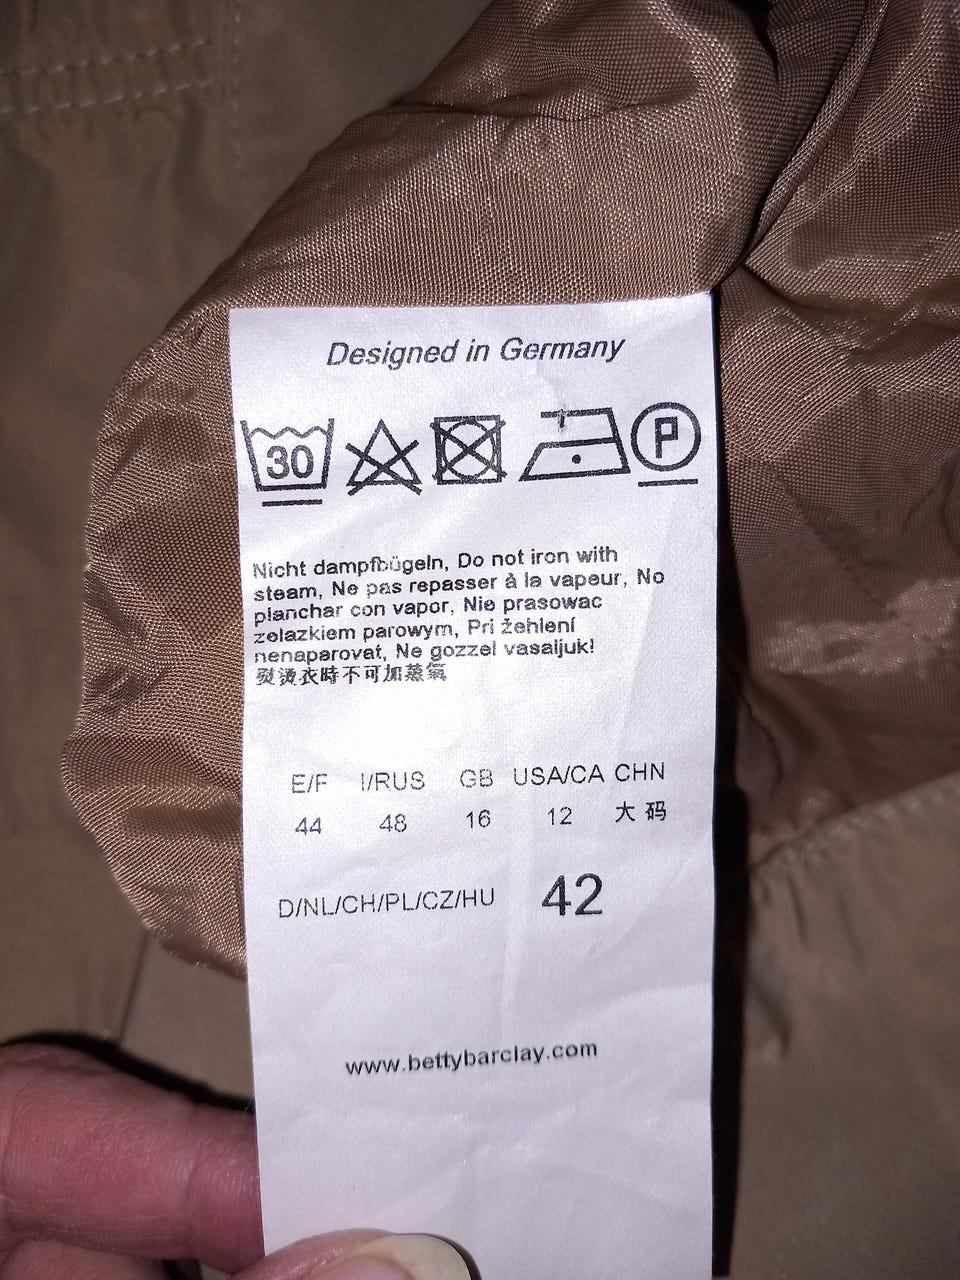 Designed in Germany
30 P
Nicht dampfbügeln, Do not iron with
steam, Ne pas repasser à la vapeur, No
planchar con vapor, Nie prasowac
zelazkiem parowym, Pri žehlení
nenaparovat, Ne gozzel vasaljuk!
熨燙衣時不可加蒸氣
E/F I/RUS GB USA/CA CHN
44 48 16 12 大码
D/NL/CH/PL/CZ/HU 42
www.bettybarclay.com